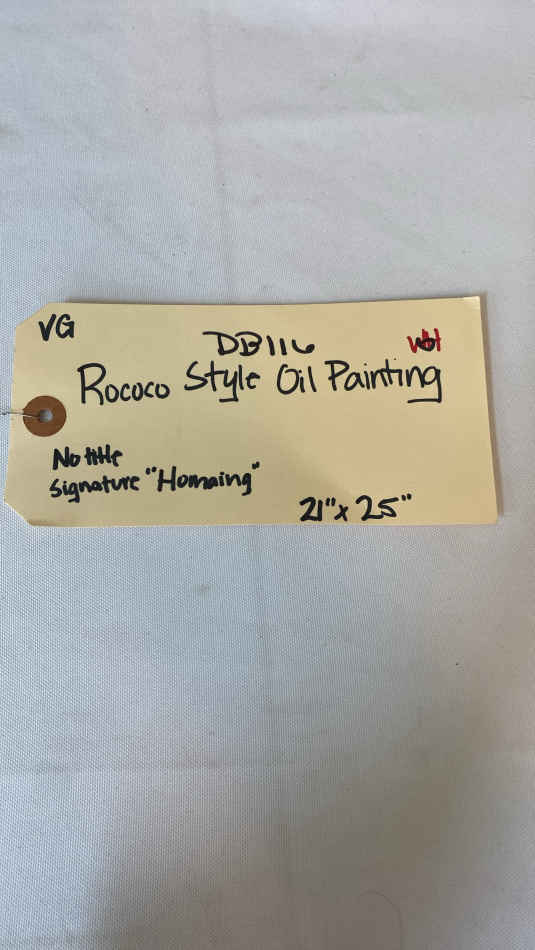 VG
DB116
Rococo Style Oil Painting
No title
Signature "Homaing"
21" x 25"